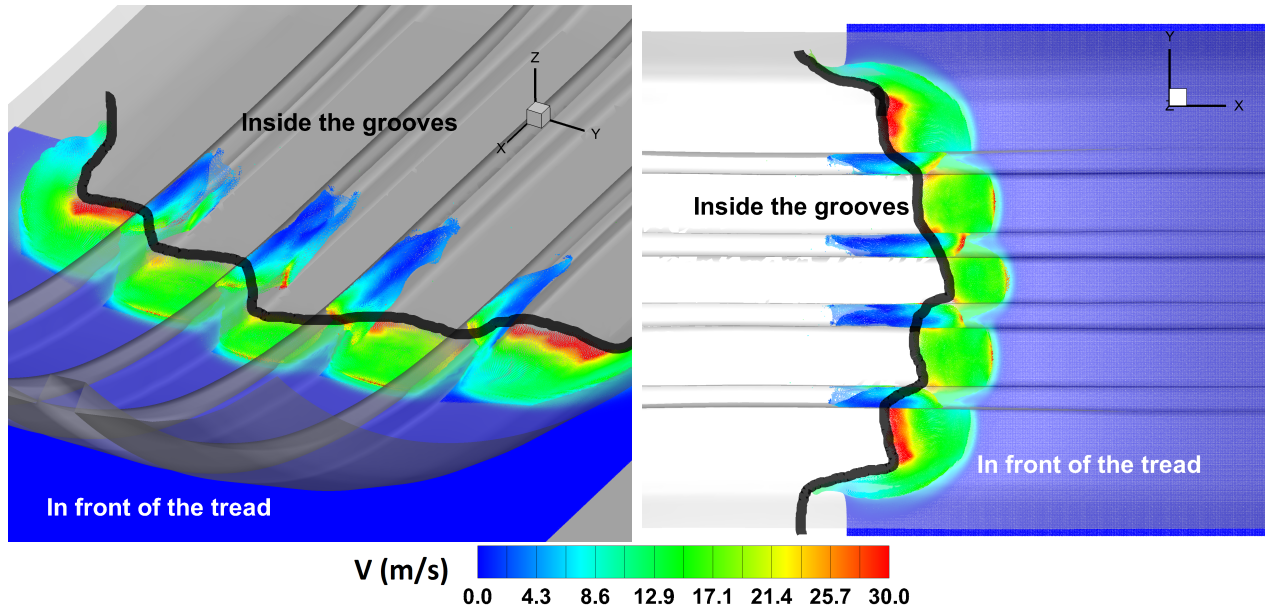 Z
Y
X
Inside the grooves
In front of the tread
Y
Z
X
Inside the grooves
In front of the tread
V (m/s)
0.0 4.3 8.6 12.9 17.1 21.4 25.7 30.0